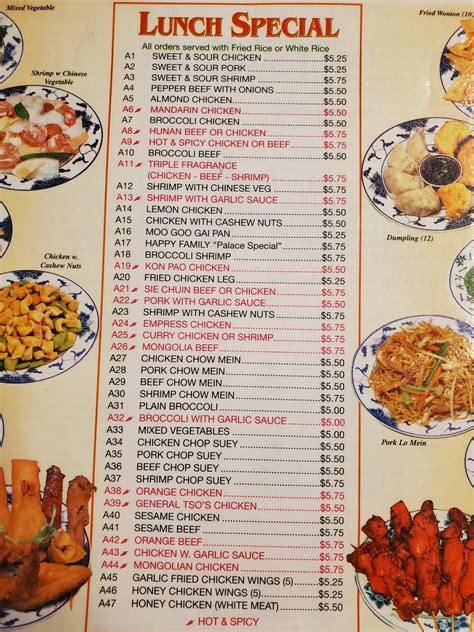 Mixed Vegetable
Fried Wonton (10)
LUNCH SPECIAL
All orders served with Fried Rice or White Rice
Shrimp w Chinese
Vegetable
A1 SWEET & SOUR CHICKEN $5.25
A2 SWEET & SOUR PORK $5.25
A3 SWEET & SOUR SHRIMP $5.75
A4 PEPPER BEEF WITH ONIONS $5.50
A5 ALMOND CHICKEN $5.50
A6 MANDARIN CHICKEN $5.75
A7 BROCCOLI CHICKEN $5.50
A8 HUNAN BEEF OR CHICKEN $5.75
A9 HOT & SPICY CHICKEN OR BEEF $5.75
A10 BROCCOLI BEEF $5.50
A11 TRIPLE FRAGRANCE
(CHICKEN - BEEF - SHRIMP) $5.75
A12 SHRIMP WITH CHINESE VEG $5.75
A13 SHRIMP WITH GARLIC SAUCE $5.75
A14 LEMON CHICKEN $5.50
A15 CHICKEN WITH CASHEW NUTS $5.50
A16 MOO GOO GAI PAN $5.50
A17 HAPPY FAMILY "Palace Special" $5.75
A18 BROCCOLI SHRIMP $5.75
A19 KON PAO CHICKEN $5.50
A20 FRIED CHICKEN LEG $5.25
A21 SIE CHUIN BEEF OR CHICKEN $5.75
A22 PORK WITH GARLIC SAUCE $5.50
A23 SHRIMP WITH CASHEW NUTS $5.75
A24 EMPRESS CHICKEN $5.75
A25 CURRY CHICKEN OR SHRIMP $5.75
A26 MONGOLIA BEEF $5.75
A27 CHICKEN CHOW MEIN $5.50
A28 PORK CHOW MEIN $5.50
A29 BEEF CHOW MEIN $5.50
A30 SHRIMP CHOW MEIN $5.75
A31 PLAIN BROCCOLI $5.00
A32 BROCCOLI WITH GARLIC SAUCE $5.00
A33 MIXED VEGETABLES $5.00
A34 CHICKEN CHOP SUEY $5.50
A35 PORK CHOP SUEY $5.50
A36 BEEF CHOP SUEY $5.50
A37 SHRIMP CHOP SUEY $5.75
A38 ORANGE CHICKEN $5.75
A39 GENERAL TSO'S CHICKEN $5.75
A40 SESAME CHICKEN $5.50
A41 SESAME BEEF $5.75
A42 ORANGE BEEF $5.75
A43 CHICKEN W. GARLIC SAUCE $5.75
A44 MONGOLIAN CHICKEN $5.75
A45 GARLIC FRIED CHICKEN WINGS (5) $5.25
A46 HONEY CHICKEN WINGS (5) $5.50
A47 HONEY CHICKEN (WHITE MEAT) $5.50
HOT & SPICY
Dumpling (12)
Chicken w.
Cashew Nuts
Pork Lo Mein